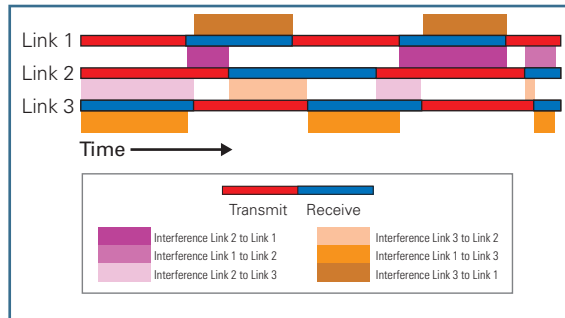 Link 1
Link 2
Link 3
Time
Transmit Receive
Interference Link 2 to Link 1
Interference Link 1 to Link 2
Interference Link 2 to Link 3
Interference Link 3 to Link 2
Interference Link 1 to Link 3
Interference Link 3 to Link 1